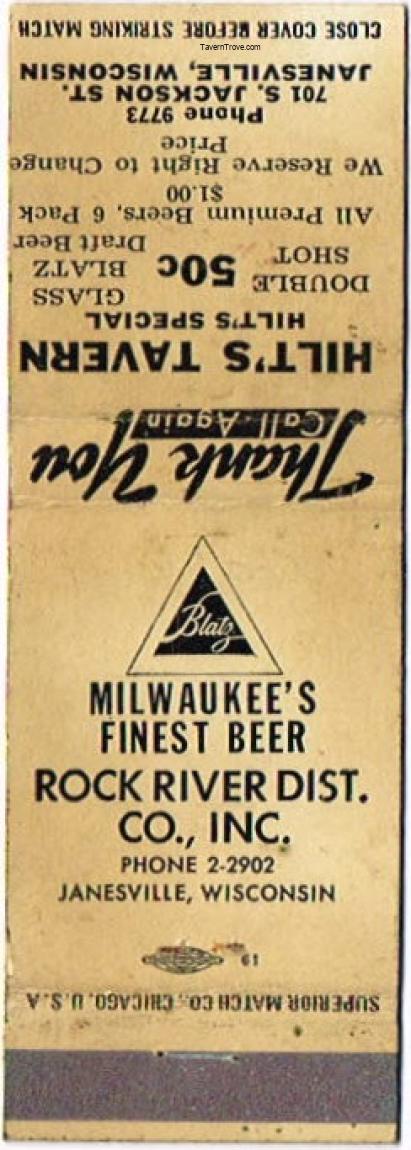 TavernTrove.com
Thank You
Call Again
HILT'S TAVERN
HILT'S SPECIAL
DOUBLE SHOT 50c GLASS BLATZ
Draft Beer
All Premium Beers, 6 Pack
$1.00
We Reserve Right to Change
Price
Phone 9773
701 S. JACKSON ST.
JANESVILLE, WISCONSIN
CLOSE COVER BEFORE STRIKING MATCH
Blatz
MILWAUKEE'S
FINEST BEER
ROCK RIVER DIST.
CO., INC.
PHONE 2-2902
JANESVILLE, WISCONSIN
61
SUPERIOR MATCH CO., CHICAGO, U.S.A